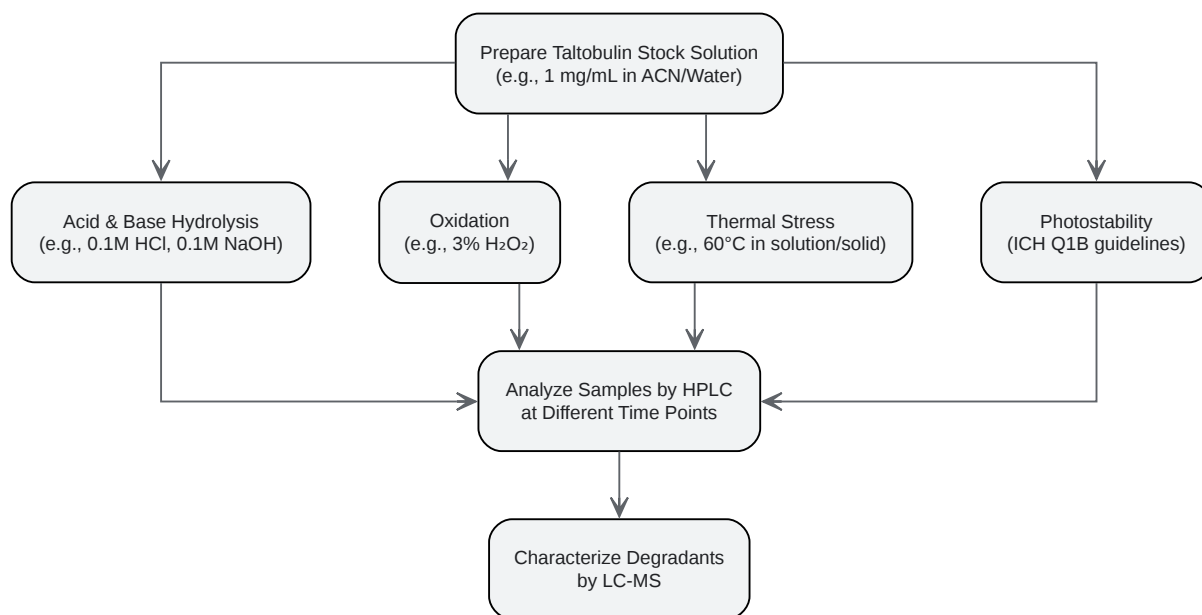 Prepare Taltobulin Stock Solution
(e.g., 1 mg/mL in ACN/Water)
Acid & Base Hydrolysis
(e.g., 0.1M HCl, 0.1M NaOH)
Oxidation
(e.g., 3% H₂O₂)
Thermal Stress
(e.g., 60°C in solution/solid)
Photostability
(ICH Q1B guidelines)
Analyze Samples by HPLC
at Different Time Points
Characterize Degradants
by LC-MS